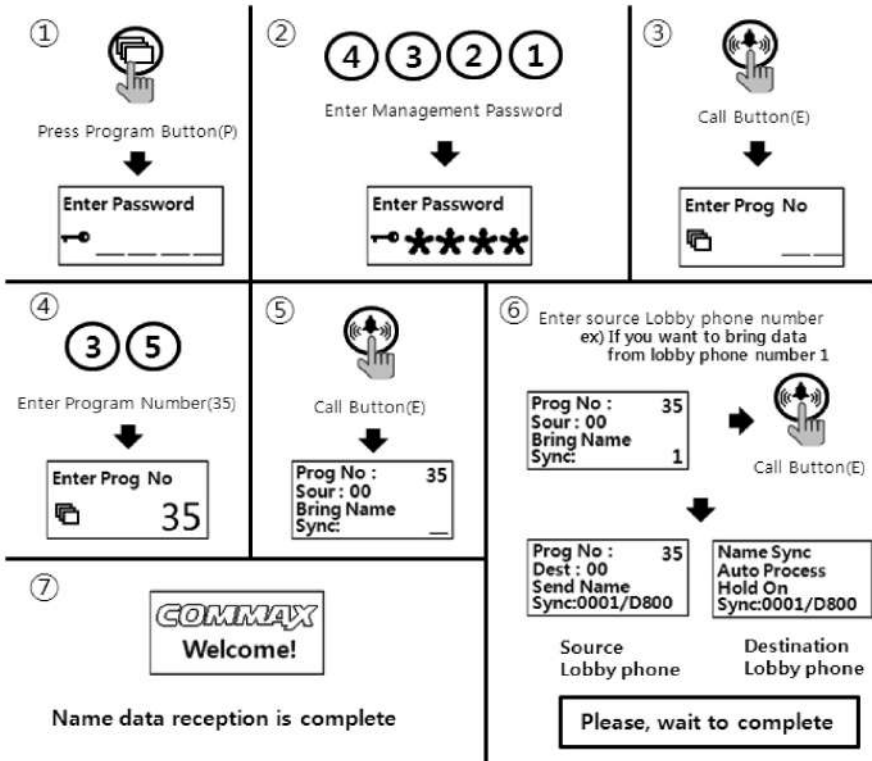 ①
Press Program Button(P)
Enter Password
_ _ _ _
②
4 3 2 1
Enter Management Password
Enter Password
****
③
Call Button(E)
Enter Prog No
_ _
④
3 5
Enter Program Number(35)
Enter Prog No
35
⑤
Call Button(E)
Prog No : 35
Sour : 00
Bring Name
Sync: _
⑥
Enter source Lobby phone number
ex) If you want to bring data
from lobby phone number 1
Prog No : 35
Sour : 00
Bring Name
Sync: 1
Call Button(E)
Prog No : 35
Dest : 00
Send Name
Sync:0001/D800
Source
Lobby phone
Name Sync
Auto Process
Hold On
Sync:0001/D800
Destination
Lobby phone
Please, wait to complete
⑦
COMMAX
Welcome!
Name data reception is complete